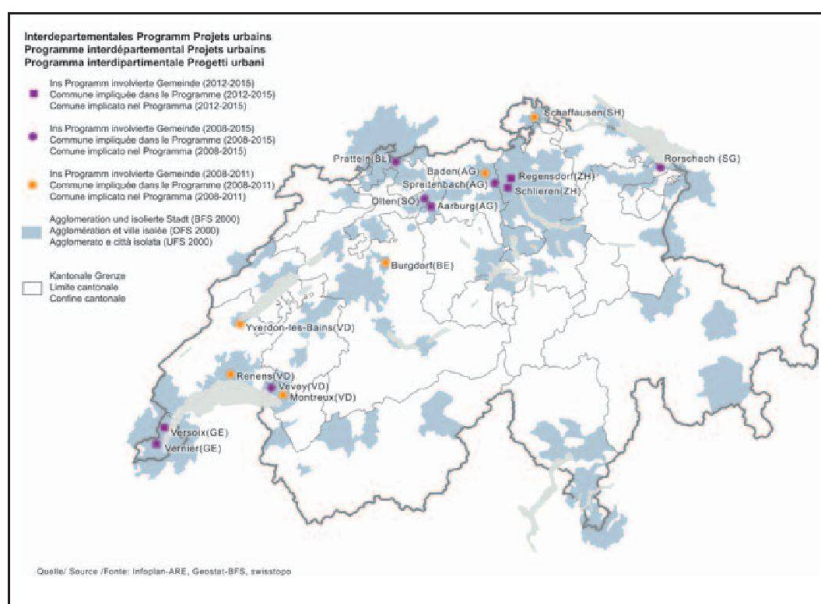 Interdepartementales Programm Projets urbains
Programme interdépartemental Projets urbains
Programma interdipartimentale Progetti urbani
Ins Programm involvierte Gemeinde (2012-2015)
Commune impliquée dans le Programme (2012-2015)
Comune implicato nel Programma (2012-2015)
Ins Programm involvierte Gemeinde (2008-2015)
Commune impliquée dans le Programme (2008-2015)
Comune implicato nel Programma (2008-2015)
Ins Programm involvierte Gemeinde (2008-2011)
Commune impliquée dans le Programme (2008-2011)
Comune implicato nel Programma (2008-2011)
Agglomeration und isolierte Stadt (BFS 2000)
Agglomération et ville isolée (OFS 2000)
Agglomerato e città isolata (UFS 2000)
Kantonale Grenze
Limite cantonale
Confine cantonale
Schaffausen(SH)
Pratteln(BL)
Baden(AG)
Rorschach (SG)
Regensdorf(ZH)
Spreitenbach(AG)
Schlieren(ZH)
Olten(SO)
Aarburg(AG)
Burgdorf(BE)
Yverdon-les-Bains(VD)
Renens(VD)
Vevey(VD)
Montreux(VD)
Versoix(GE)
Vernier(GE)
Quelle/ Source /Fonte: Infoplan-ARE, Geostat-BFS, swisstopo